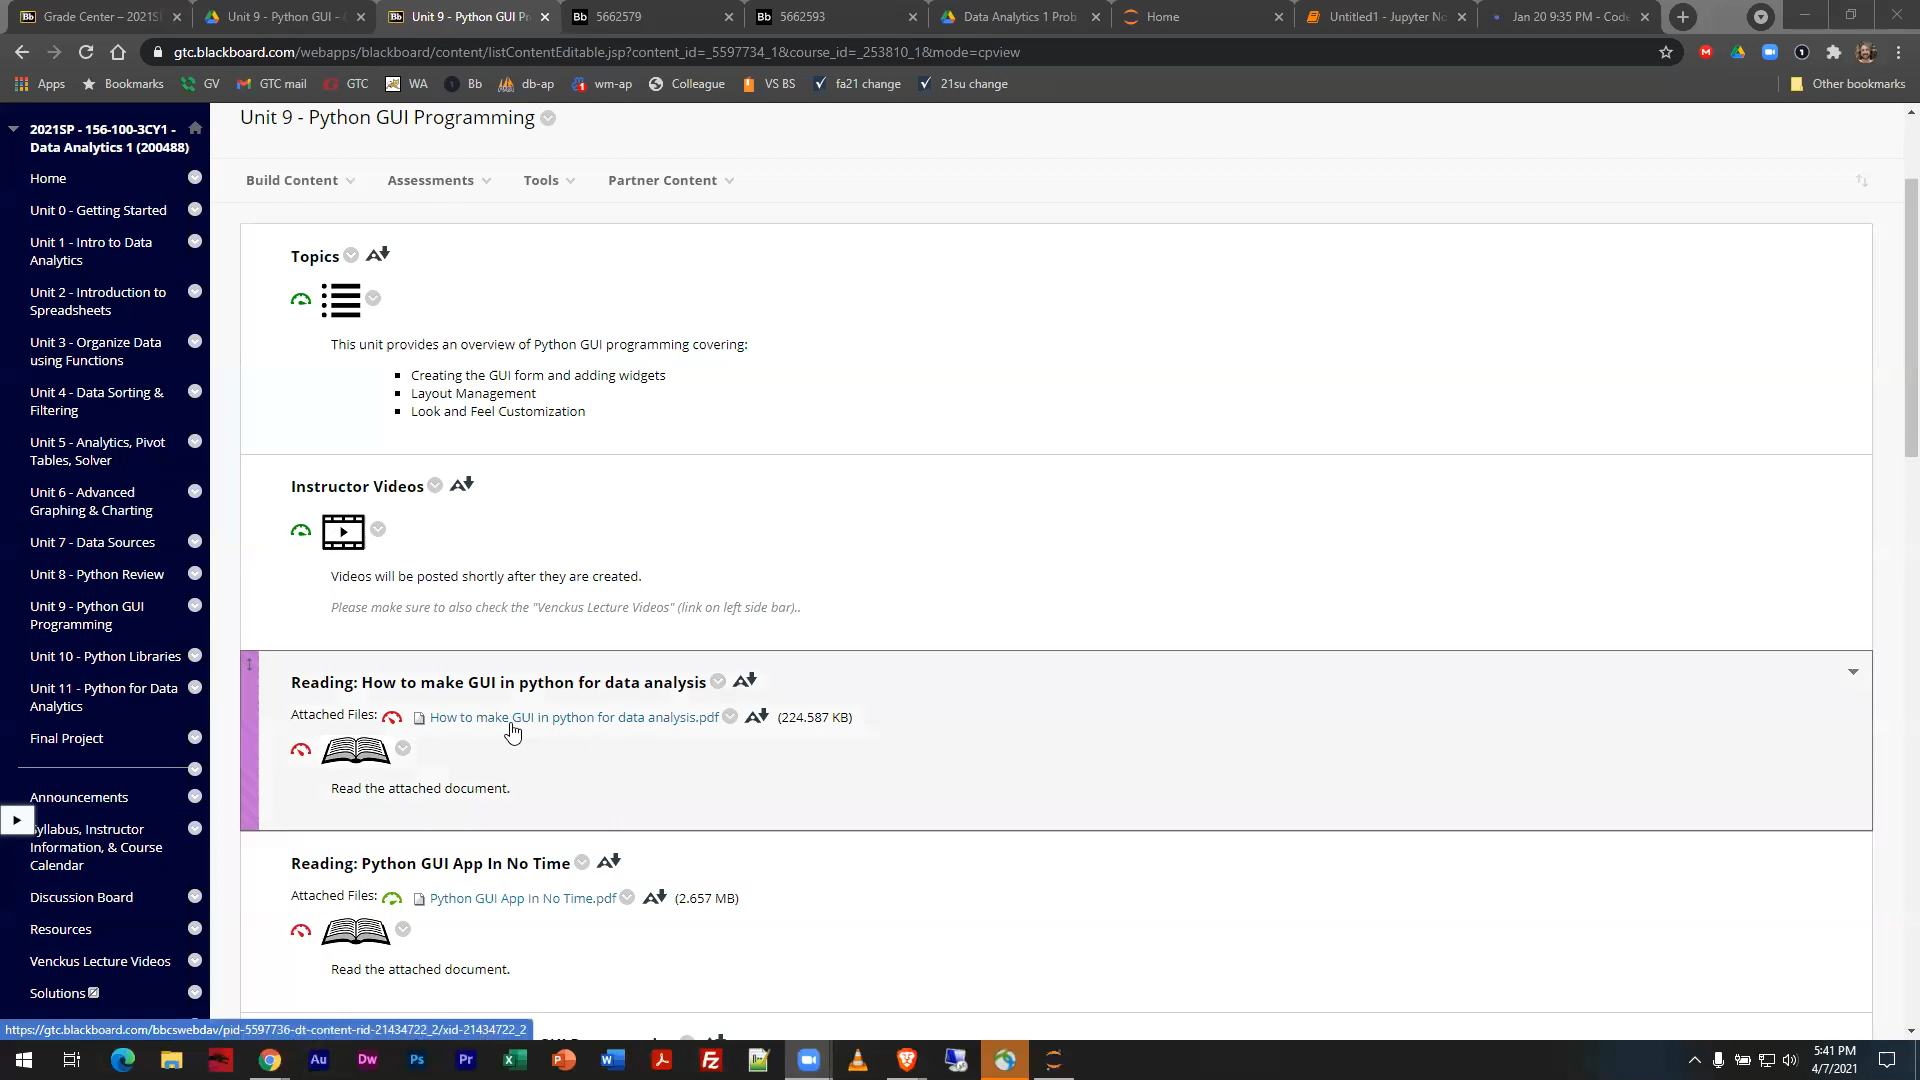 Grade Center – 2021S
Unit 9 - Python GUI -
Unit 9 - Python GUI Pr
5662579
5662593
Data Analytics 1 Prob
Home
Untitled1 - Jupyter No
Jan 20 9:35 PM - Code
gtc.blackboard.com/webapps/blackboard/content/listContentEditable.jsp?content_id=_5597734_1&course_id=_253810_1&mode=cpview
Apps
Bookmarks
GV
GTC mail
GTC
WA
Bb
db-ap
wm-ap
Colleague
VS BS
fa21 change
21su change
Other bookmarks
2021SP - 156-100-3CY1 -
Data Analytics 1 (200488)
Home
Unit 0 - Getting Started
Unit 1 - Intro to Data
Analytics
Unit 2 - Introduction to
Spreadsheets
Unit 3 - Organize Data
using Functions
Unit 4 - Data Sorting &
Filtering
Unit 5 - Analytics, Pivot
Tables, Solver
Unit 6 - Advanced
Graphing & Charting
Unit 7 - Data Sources
Unit 8 - Python Review
Unit 9 - Python GUI
Programming
Unit 10 - Python Libraries
Unit 11 - Python for Data
Analytics
Final Project
Announcements
Syllabus, Instructor
Information, & Course
Calendar
Discussion Board
Resources
Venckus Lecture Videos
Solutions
Unit 9 - Python GUI Programming
Build Content
Assessments
Tools
Partner Content
Topics
This unit provides an overview of Python GUI programming covering:
Creating the GUI form and adding widgets
Layout Management
Look and Feel Customization
Instructor Videos
Videos will be posted shortly after they are created.
Please make sure to also check the "Venckus Lecture Videos" (link on left side bar)..
Reading: How to make GUI in python for data analysis
Attached Files: How to make GUI in python for data analysis.pdf (224.587 KB)
Read the attached document.
Reading: Python GUI App In No Time
Attached Files: Python GUI App In No Time.pdf (2.657 MB)
Read the attached document.
https://gtc.blackboard.com/bbcswebdav/pid-5597736-dt-content-rid-21434722_2/xid-21434722_2
5:41 PM
4/7/2021